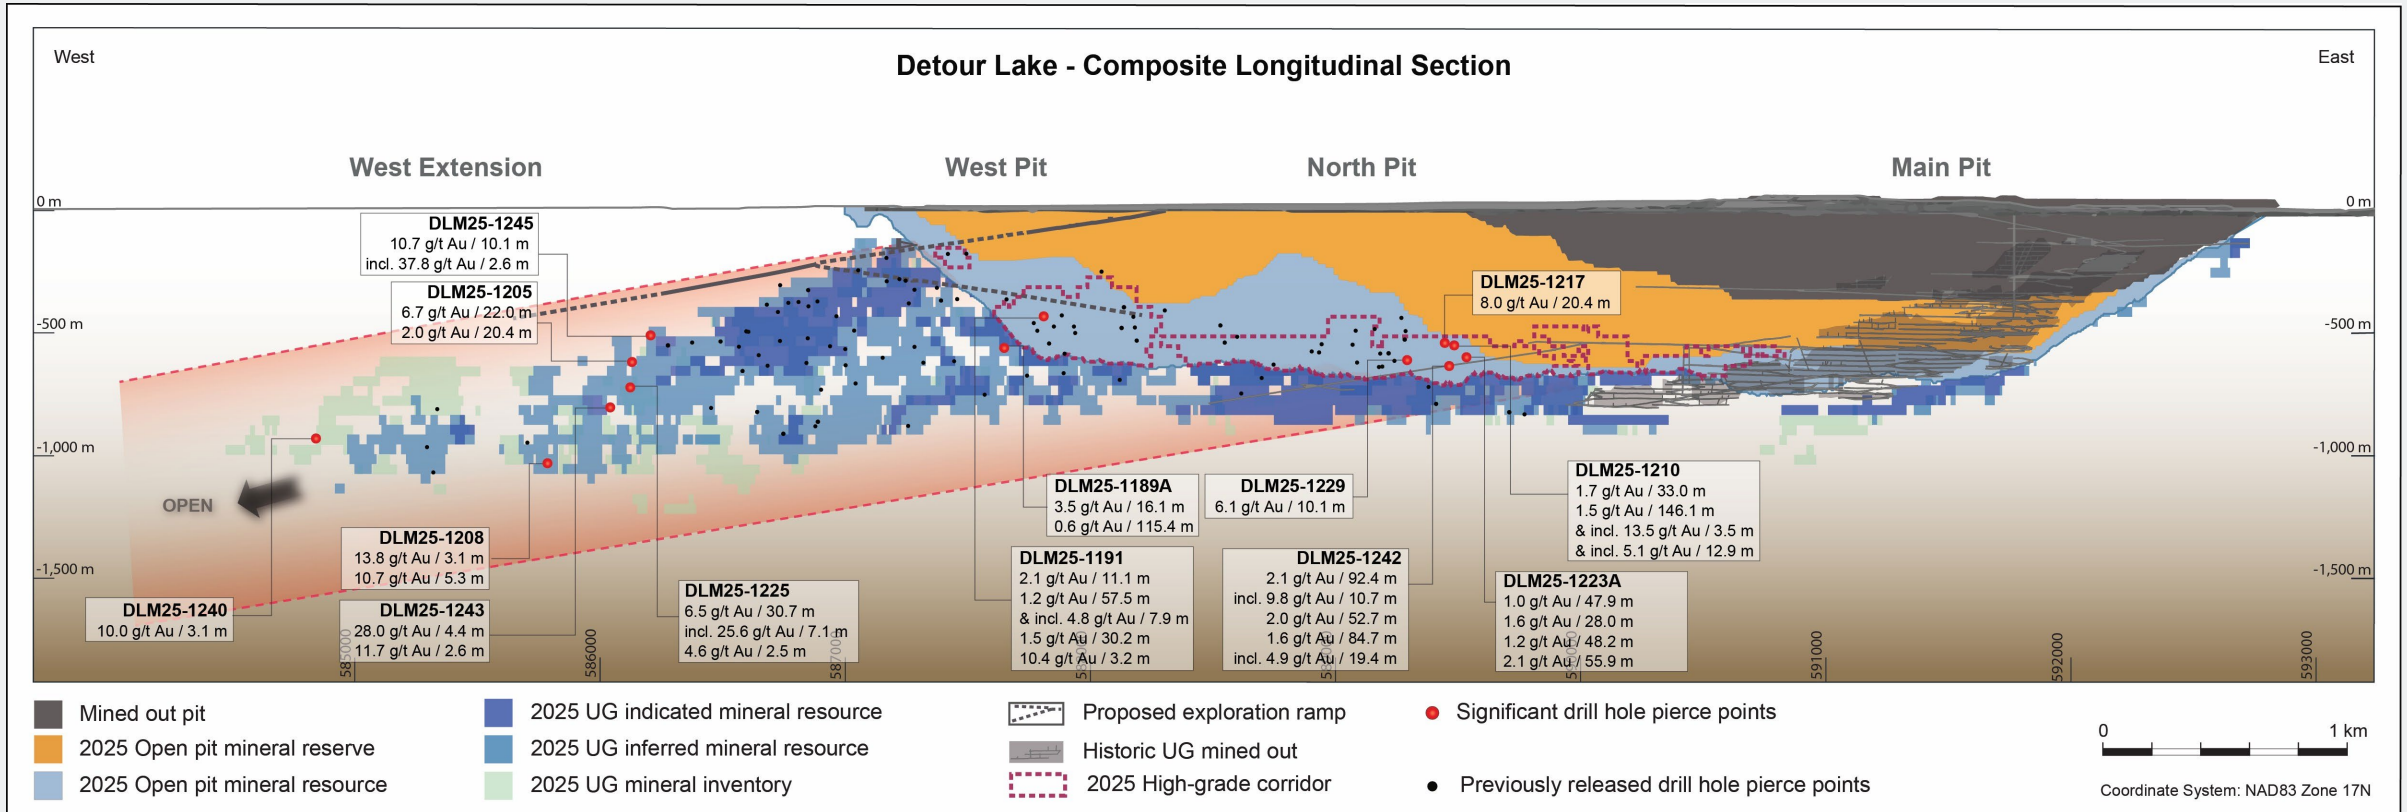 West
Detour Lake - Composite Longitudinal Section
East
West Extension
West Pit
North Pit
Main Pit
0 m
0 m
-500 m
-500 m
-1,000 m
-1,000 m
-1,500 m
-1,500 m
DLM25-1245
10.7 g/t Au / 10.1 m
incl. 37.8 g/t Au / 2.6 m
DLM25-1205
6.7 g/t Au / 22.0 m
2.0 g/t Au / 20.4 m
DLM25-1217
8.0 g/t Au / 20.4 m
OPEN
DLM25-1208
13.8 g/t Au / 3.1 m
10.7 g/t Au / 5.3 m
DLM25-1240
10.0 g/t Au / 3.1 m
DLM25-1243
28.0 g/t Au / 4.4 m
11.7 g/t Au / 2.6 m
DLM25-1225
6.5 g/t Au / 30.7 m
incl. 25.6 g/t Au / 7.1 m
4.6 g/t Au / 2.5 m
DLM25-1189A
3.5 g/t Au / 16.1 m
0.6 g/t Au / 115.4 m
DLM25-1191
2.1 g/t Au / 11.1 m
1.2 g/t Au / 57.5 m
& incl. 4.8 g/t Au / 7.9 m
1.5 g/t Au / 30.2 m
10.4 g/t Au / 3.2 m
DLM25-1229
6.1 g/t Au / 10.1 m
DLM25-1242
2.1 g/t Au / 92.4 m
incl. 9.8 g/t Au / 10.7 m
2.0 g/t Au / 52.7 m
1.6 g/t Au / 84.7 m
incl. 4.9 g/t Au / 19.4 m
DLM25-1210
1.7 g/t Au / 33.0 m
1.5 g/t Au / 146.1 m
& incl. 13.5 g/t Au / 3.5 m
& incl. 5.1 g/t Au / 12.9 m
DLM25-1223A
1.0 g/t Au / 47.9 m
1.6 g/t Au / 28.0 m
1.2 g/t Au / 48.2 m
2.1 g/t Au / 55.9 m
585000
586000
587000
591000
592000
593000
Mined out pit
2025 Open pit mineral reserve
2025 Open pit mineral resource
2025 UG indicated mineral resource
2025 UG inferred mineral resource
2025 UG mineral inventory
Proposed exploration ramp
Historic UG mined out
2025 High-grade corridor
Significant drill hole pierce points
Previously released drill hole pierce points
0
1 km
Coordinate System: NAD83 Zone 17N